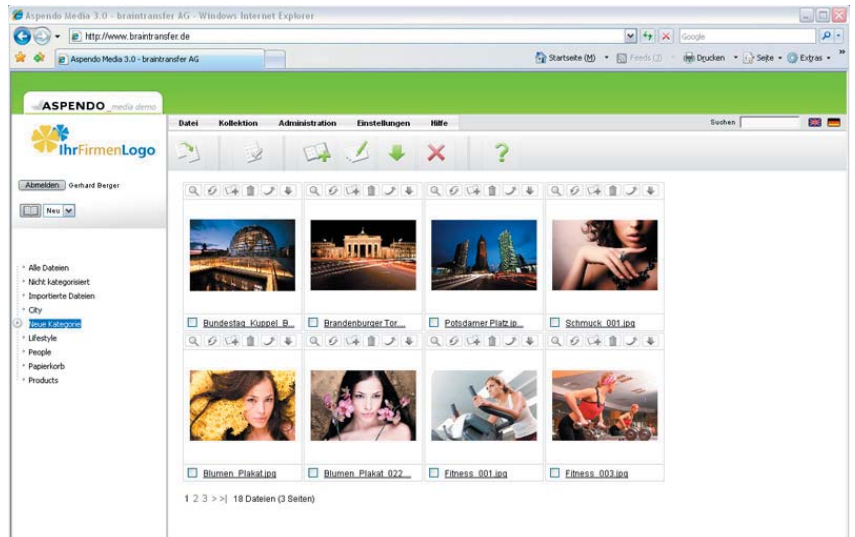 Aspendo Media 3.0 - braintransfer AG - Windows Internet Explorer
http://www.braintransfer.de
Google
Aspendo Media 3.0 - braintransfer AG
Startseite (M)
Feeds (J)
Drucken
Seite
Extras
»
ASPENDO media demo
Datei Kollektion Administration Einstellungen Hilfe
Suchen
IhrFirmenLogo
Abmelden Gerhard Berger
Neu
Alle Dateien
Nicht kategorisiert
Importierte Dateien
City
Neue Kategorie
Lifestyle
People
Papierkorb
Products
Bundestag_Kuppel_B...
Brandenburger Tor....
Potsdamer Platz.jp...
Schmuck_001.jpg
Blumen_Plakat.jpg
Blumen_Plakat_022...
Fitness_001.jpg
Fitness_003.jpg
1 2 3 >>| 18 Dateien (3 Seiten)